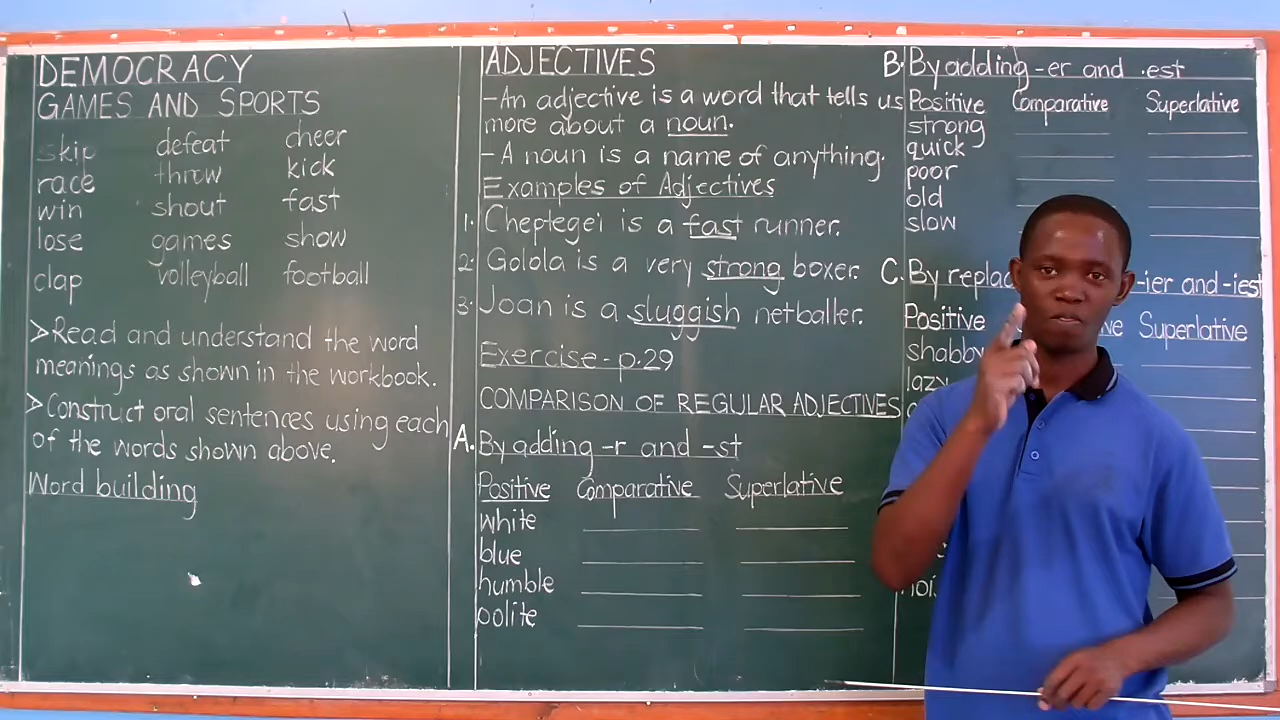 DEMOCRACY
GAMES AND SPORTS
skip defeat cheer
race throw kick
win shout fast
lose games show
clap volleyball football
➢Read and understand the word
meanings as shown in the workbook.
➢Construct oral sentences using each
of the words shown above.
Word building
ADJECTIVES
-An adjective is a word that tells us
more about a noun.
-A noun is a name of anything.
Examples of Adjectives
1. Cheptegei is a fast runner.
2. Golola is a very strong boxer.
3. Joan is a sluggish netballer.
Exercise - p.29
COMPARISON OF REGULAR ADJECTIVES
A. By adding -r and -st
Positive Comparative Superlative
white
blue
humble
polite
B. By adding -er and -est
Positive Comparative Superlative
strong
quick
poor
old
slow
C. By -ier and -iest
Positive Superlative
shabby
lazy